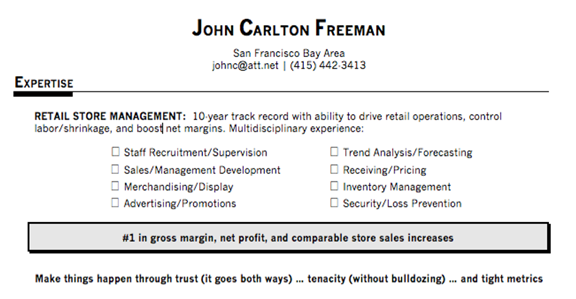 JOHN CARLTON FREEMAN
San Francisco Bay Area
johnc@att.net | (415) 442-3413
EXPERTISE
RETAIL STORE MANAGEMENT: 10-year track record with ability to drive retail operations, control
labor/shrinkage, and boost net margins. Multidisciplinary experience:
☐ Staff Recruitment/Supervision ☐ Trend Analysis/Forecasting
☐ Sales/Management Development ☐ Receiving/Pricing
☐ Merchandising/Display ☐ Inventory Management
☐ Advertising/Promotions ☐ Security/Loss Prevention
#1 in gross margin, net profit, and comparable store sales increases
Make things happen through trust (it goes both ways) ... tenacity (without bulldozing) ... and tight metrics